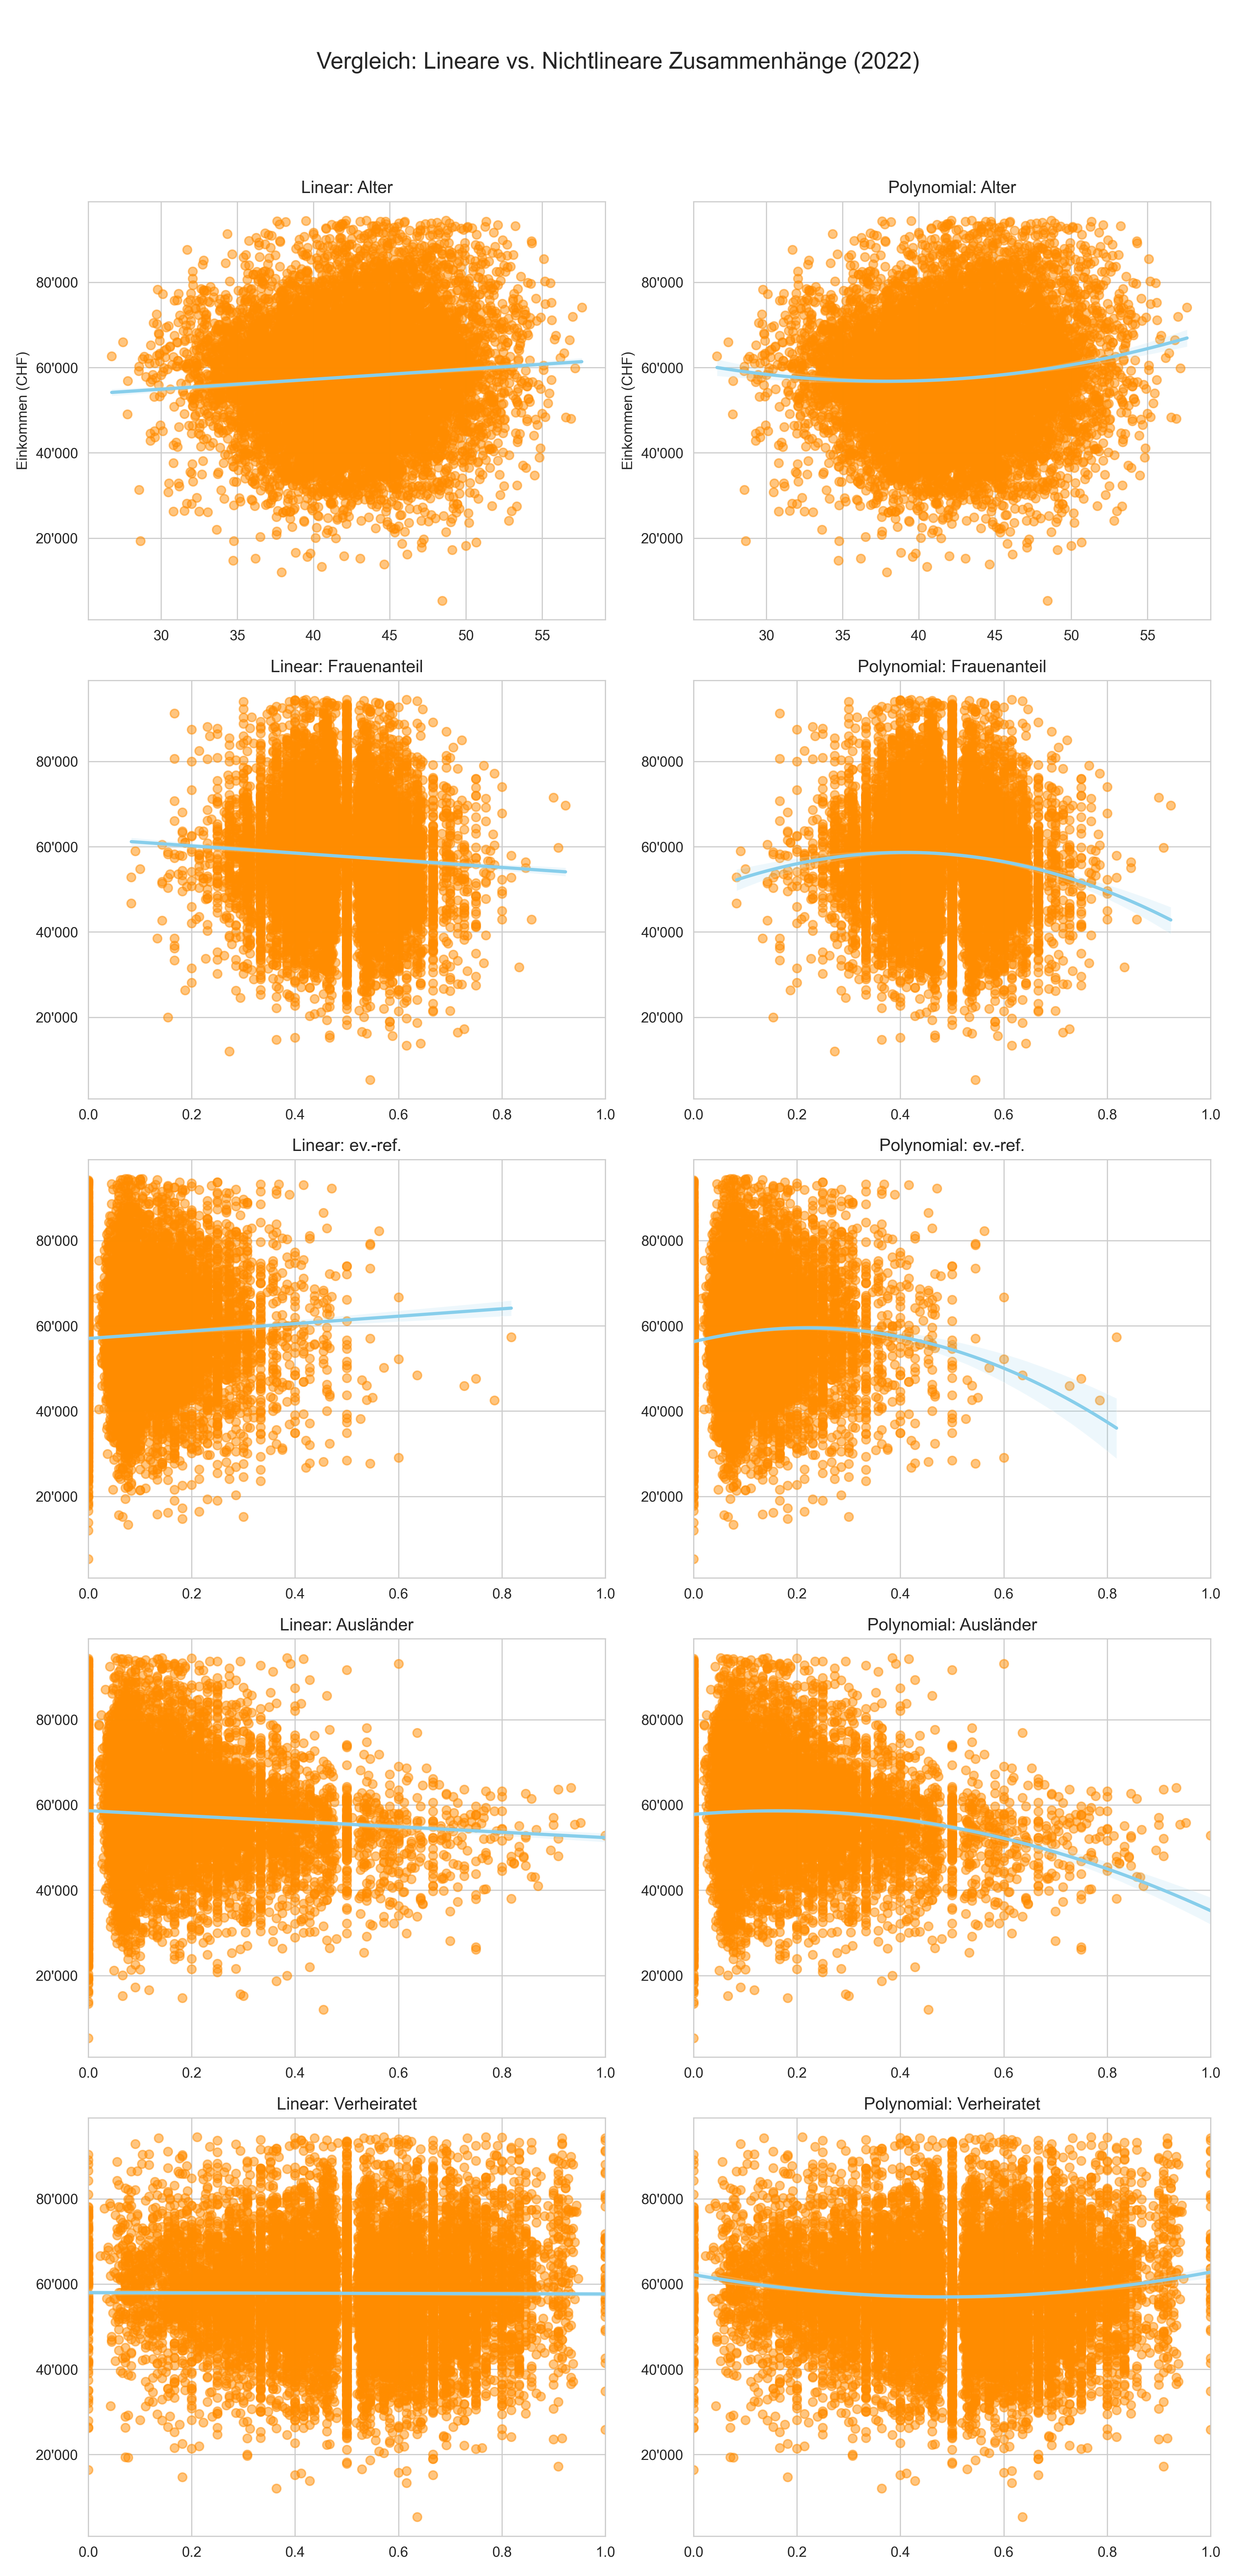 Vergleich: Lineare vs. Nichtlineare Zusammenhänge (2022)
Linear: Alter
Polynomial: Alter
Einkommen (CHF)
80'000
60'000
40'000
20'000
30 35 40 45 50 55
Einkommen (CHF)
80'000
60'000
40'000
20'000
30 35 40 45 50 55
Linear: Frauenanteil
Polynomial: Frauenanteil
80'000
60'000
40'000
20'000
0.0 0.2 0.4 0.6 0.8 1.0
80'000
60'000
40'000
20'000
0.0 0.2 0.4 0.6 0.8 1.0
Linear: ev.-ref.
Polynomial: ev.-ref.
80'000
60'000
40'000
20'000
0.0 0.2 0.4 0.6 0.8 1.0
80'000
60'000
40'000
20'000
0.0 0.2 0.4 0.6 0.8 1.0
Linear: Ausländer
Polynomial: Ausländer
80'000
60'000
40'000
20'000
0.0 0.2 0.4 0.6 0.8 1.0
80'000
60'000
40'000
20'000
0.0 0.2 0.4 0.6 0.8 1.0
Linear: Verheiratet
Polynomial: Verheiratet
80'000
60'000
40'000
20'000
0.0 0.2 0.4 0.6 0.8 1.0
80'000
60'000
40'000
20'000
0.0 0.2 0.4 0.6 0.8 1.0